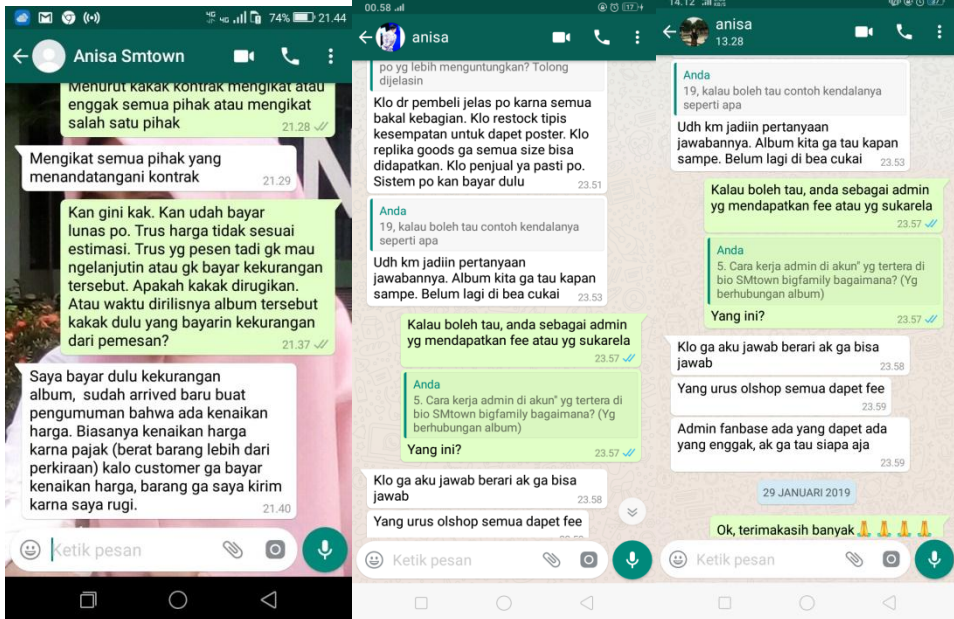 4G 4G 74% 21.44
Anisa Smtown
Menurut kakak kontrak mengikat atau
enggak semua pihak atau mengikat
salah satu pihak
21.28
Mengikat semua pihak yang
menandatangani kontrak
21.29
Kan gini kak. Kan udah bayar
lunas po. Trus harga tidak sesuai
estimasi. Trus yg pesen tadi gk mau
ngelanjutin atau gk bayar kekurangan
tersebut. Apakah kakak dirugikan.
Atau waktu dirilisnya album tersebut
kakak dulu yang bayarin kekurangan
dari pemesan?
21.37
Saya bayar dulu kekurangan
album, sudah arrived baru buat
pengumuman bahwa ada kenaikan
harga. Biasanya kenaikan harga
karna pajak (berat barang lebih dari
perkiraan) kalo customer ga bayar
kenaikan harga, barang ga saya kirim
karna saya rugi.
21.40
Ketik pesan
00.58
17
anisa
po yg lebih menguntungkan? Tolong
dijelasin
Klo dr pembeli jelas po karna semua
bakal kebagian. Klo restock tipis
kesempatan untuk dapet poster. Klo
replika goods ga semua size bisa
didapatkan. Klo penjual ya pasti po.
Sistem po kan bayar dulu
23.51
Anda
19, kalau boleh tau contoh kendalanya
seperti apa
Udh km jadiin pertanyaan
jawabannya. Album kita ga tau kapan
sampe. Belum lagi di bea cukai
23.53
Kalau boleh tau, anda sebagai admin
yg mendapatkan fee atau yg sukarela
23.57
Anda
5. Cara kerja admin di akun" yg tertera di
bio SMtown bigfamily bagaimana? (Yg
berhubungan album)
Yang ini?
23.57
Klo ga aku jawab berari ak ga bisa
jawab
23.58
Yang urus olshop semua dapet fee
Ketik pesan
14.12
anisa
13.28
Anda
19, kalau boleh tau contoh kendalanya
seperti apa
Udh km jadiin pertanyaan
jawabannya. Album kita ga tau kapan
sampe. Belum lagi di bea cukai
23.53
Kalau boleh tau, anda sebagai admin
yg mendapatkan fee atau yg sukarela
23.57
Anda
5. Cara kerja admin di akun" yg tertera di
bio SMtown bigfamily bagaimana? (Yg
berhubungan album)
Yang ini?
23.57
Klo ga aku jawab berari ak ga bisa
jawab
23.58
Yang urus olshop semua dapet fee
23.59
Admin fanbase ada yang dapet ada
yang enggak, ak ga tau siapa aja
23.59
29 JANUARI 2019
Ok, terimakasih banyak 🙏🙏🙏🙏
Ketik pesan